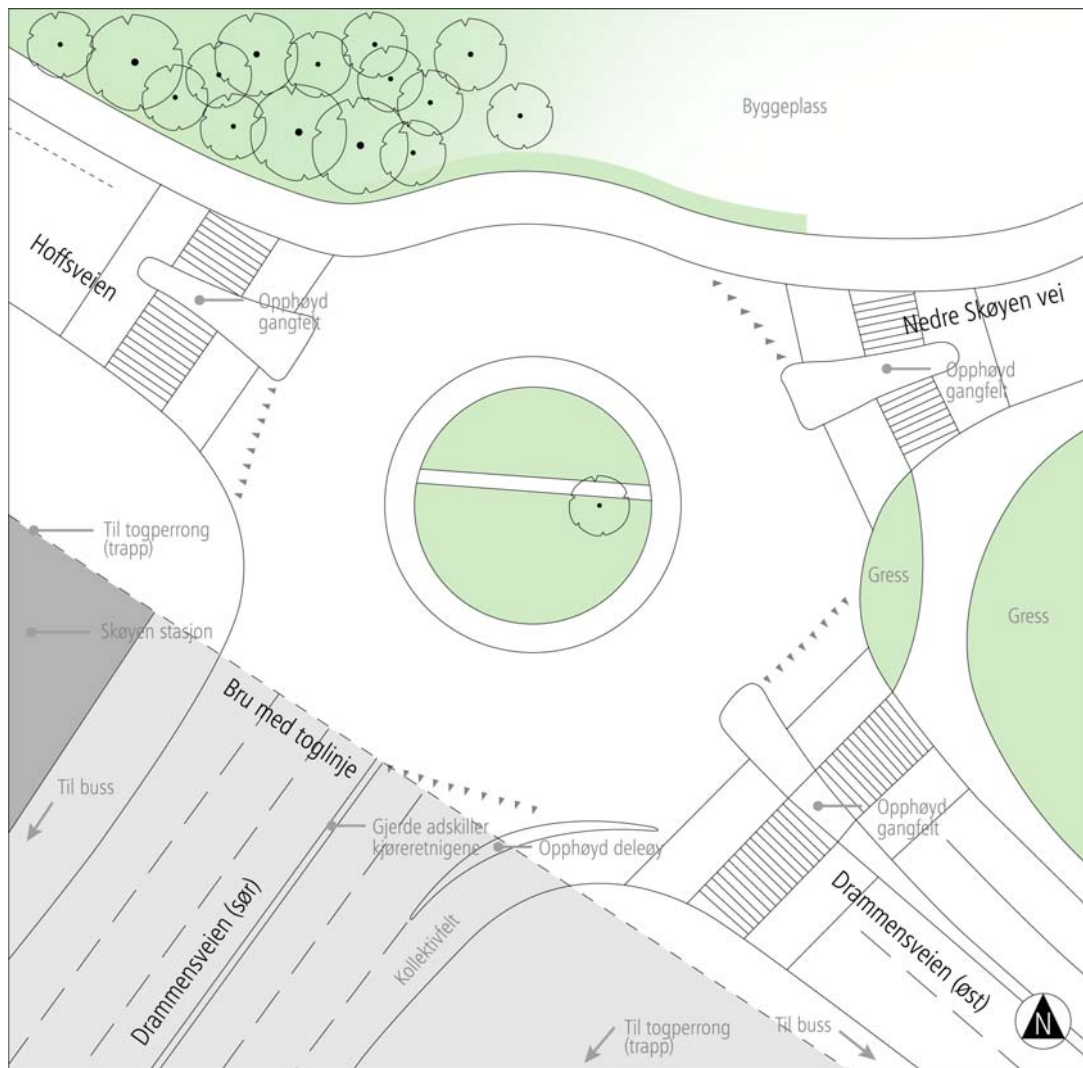 Byggeplass
Hoffsveien
Opphøyd
gangfelt
Nedre Skøyen vei
Opphøyd
gangfelt
Til togperrong
(trapp)
Gress
Gress
Skøyen stasjon
Bru med toglinje
Til buss
Gjerde adskiller
kjøreretnigene
Opphøyd deleøy
Opphøyd
gangfelt
Drammensveien (sør)
Kollektivfelt
Drammensveien (øst)
Til togperrong
(trapp)
Til buss
N